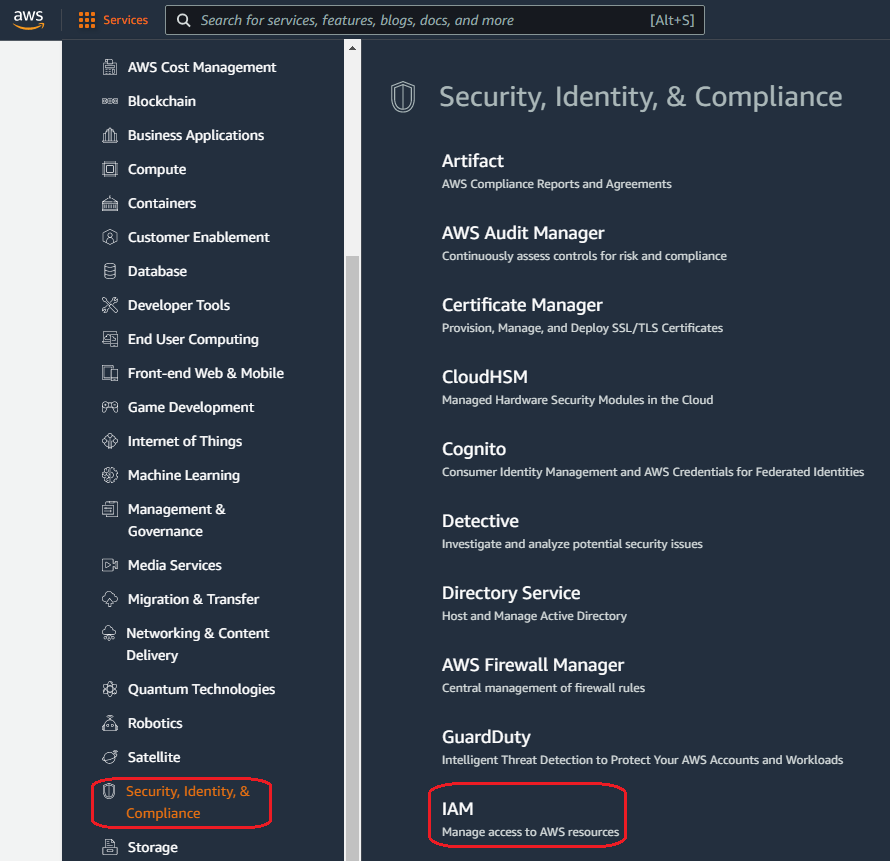 aws
Services
Search for services, features, blogs, docs, and more
[Alt+S]
AWS Cost Management
Blockchain
Business Applications
Compute
Containers
Customer Enablement
Database
Developer Tools
End User Computing
Front-end Web & Mobile
Game Development
Internet of Things
Machine Learning
Management &
Governance
Media Services
Migration & Transfer
Networking & Content
Delivery
Quantum Technologies
Robotics
Satellite
Security, Identity, &
Compliance
Storage
Security, Identity, & Compliance
Artifact
AWS Compliance Reports and Agreements
AWS Audit Manager
Continuously assess controls for risk and compliance
Certificate Manager
Provision, Manage, and Deploy SSL/TLS Certificates
CloudHSM
Managed Hardware Security Modules in the Cloud
Cognito
Consumer Identity Management and AWS Credentials for Federated Identities
Detective
Investigate and analyze potential security issues
Directory Service
Host and Manage Active Directory
AWS Firewall Manager
Central management of firewall rules
GuardDuty
Intelligent Threat Detection to Protect Your AWS Accounts and Workloads
IAM
Manage access to AWS resources